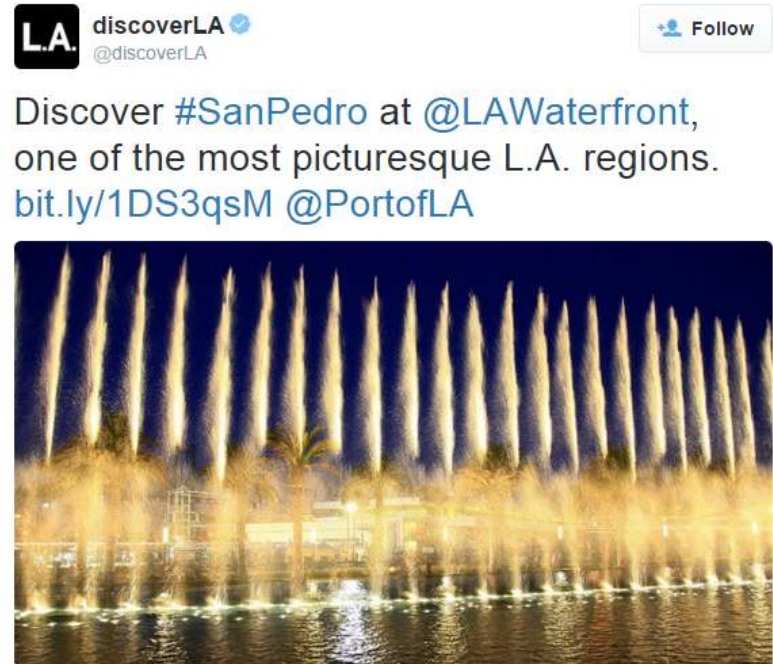 L.A.
discoverLA
@discoverLA
Follow
Discover #SanPedro at @LAWaterfront,
one of the most picturesque L.A. regions.
bit.ly/1DS3qsM @PortofLA